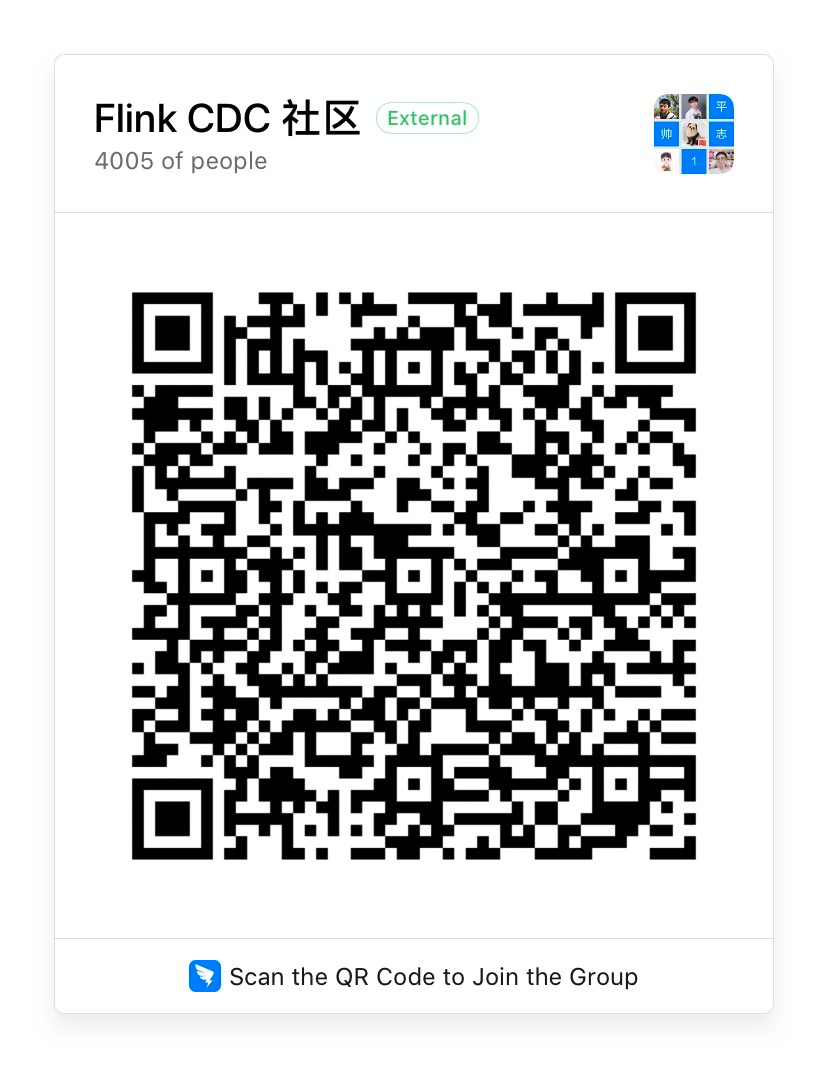 Flink CDC 社区 External
4005 of people
平
帅
志
1
Scan the QR Code to Join the Group